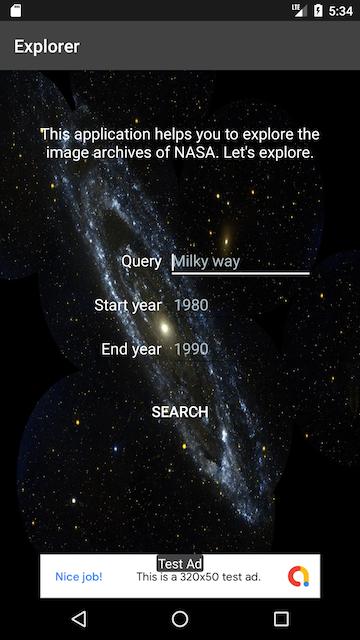 LTE 5:34
Explorer
This application helps you to explore the
image archives of NASA. Let's explore.
Query Milky way
Start year 1980
End year 1990
SEARCH
Test Ad
Nice job! This is a 320x50 test ad.